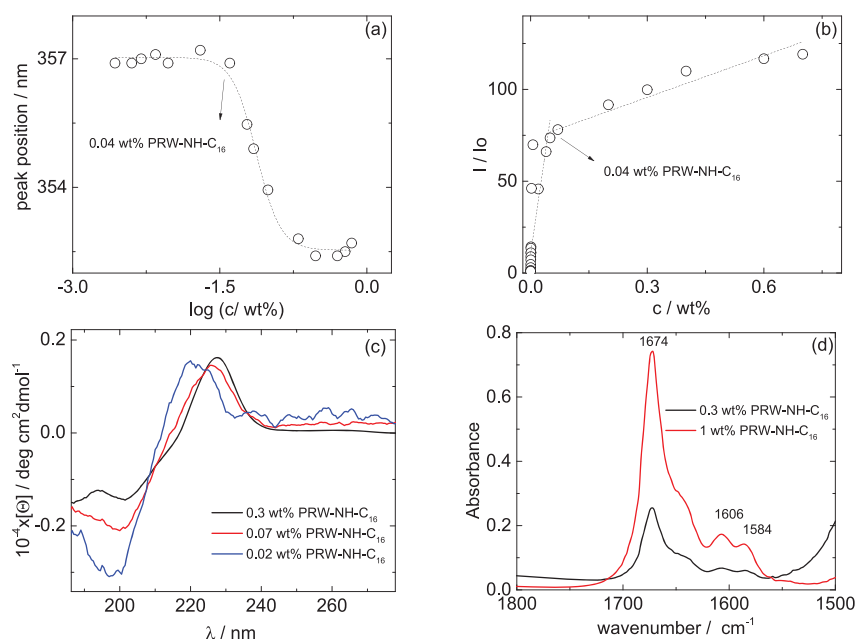 (a)
357
354
peak position / nm
0.04 wt% PRW-NH-C₁₆
-3.0
-1.5
0.0
log (c/ wt%)
(b)
100
50
0
I / Io
0.04 wt% PRW-NH-C₁₆
0.0
0.3
0.6
c / wt%
(c)
0.2
0.0
-0.2
10⁻⁴x[Θ] / deg cm²dmol⁻¹
0.3 wt% PRW-NH-C₁₆
0.07 wt% PRW-NH-C₁₆
0.02 wt% PRW-NH-C₁₆
200
220
240
260
λ / nm
(d)
0.8
0.6
0.4
0.2
0.0
Absorbance
1674
0.3 wt% PRW-NH-C₁₆
1 wt% PRW-NH-C₁₆
1606
1584
1800
1700
1600
1500
wavenumber / cm⁻¹